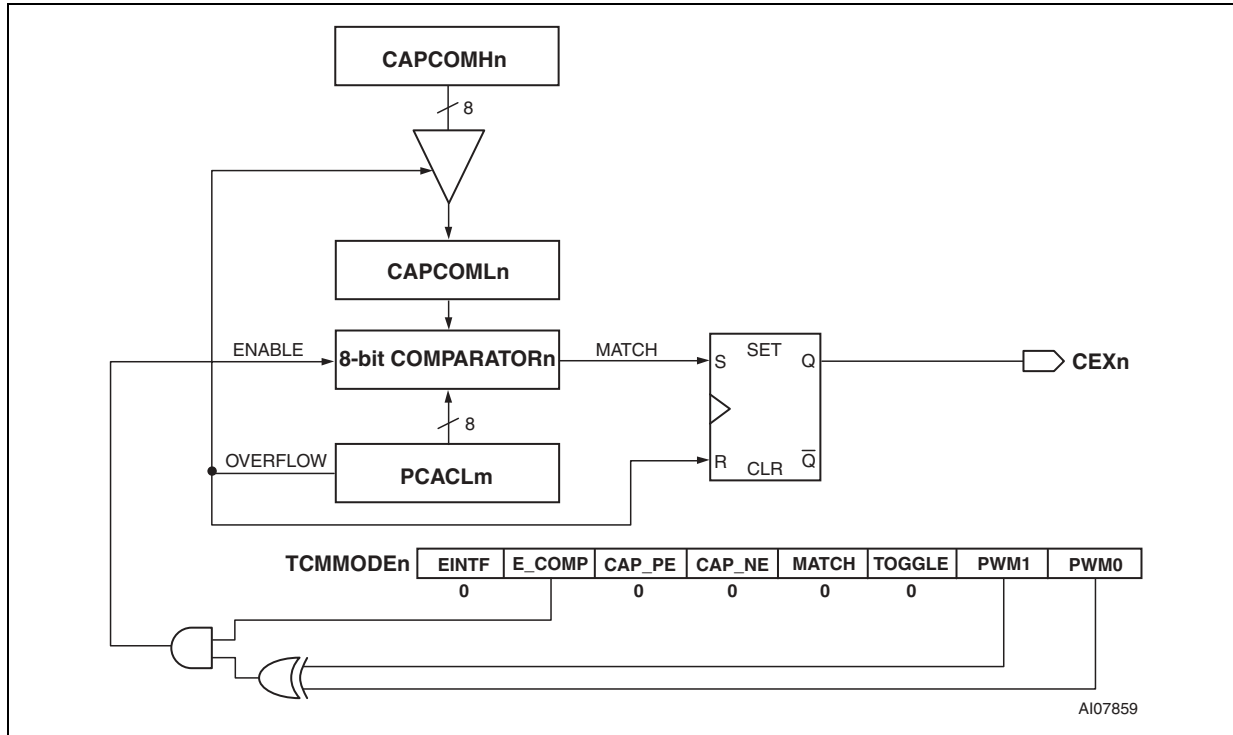 CAPCOMHn
8
CAPCOMLn
ENABLE
8-bit COMPARATORn
MATCH
S SET Q
CEXn
8
OVERFLOW
PCACLm
R CLR Q̅
TCMMODEn EINTF E_COMP CAP_PE CAP_NE MATCH TOGGLE PWM1 PWM0
0 0 0 0 0
AI07859